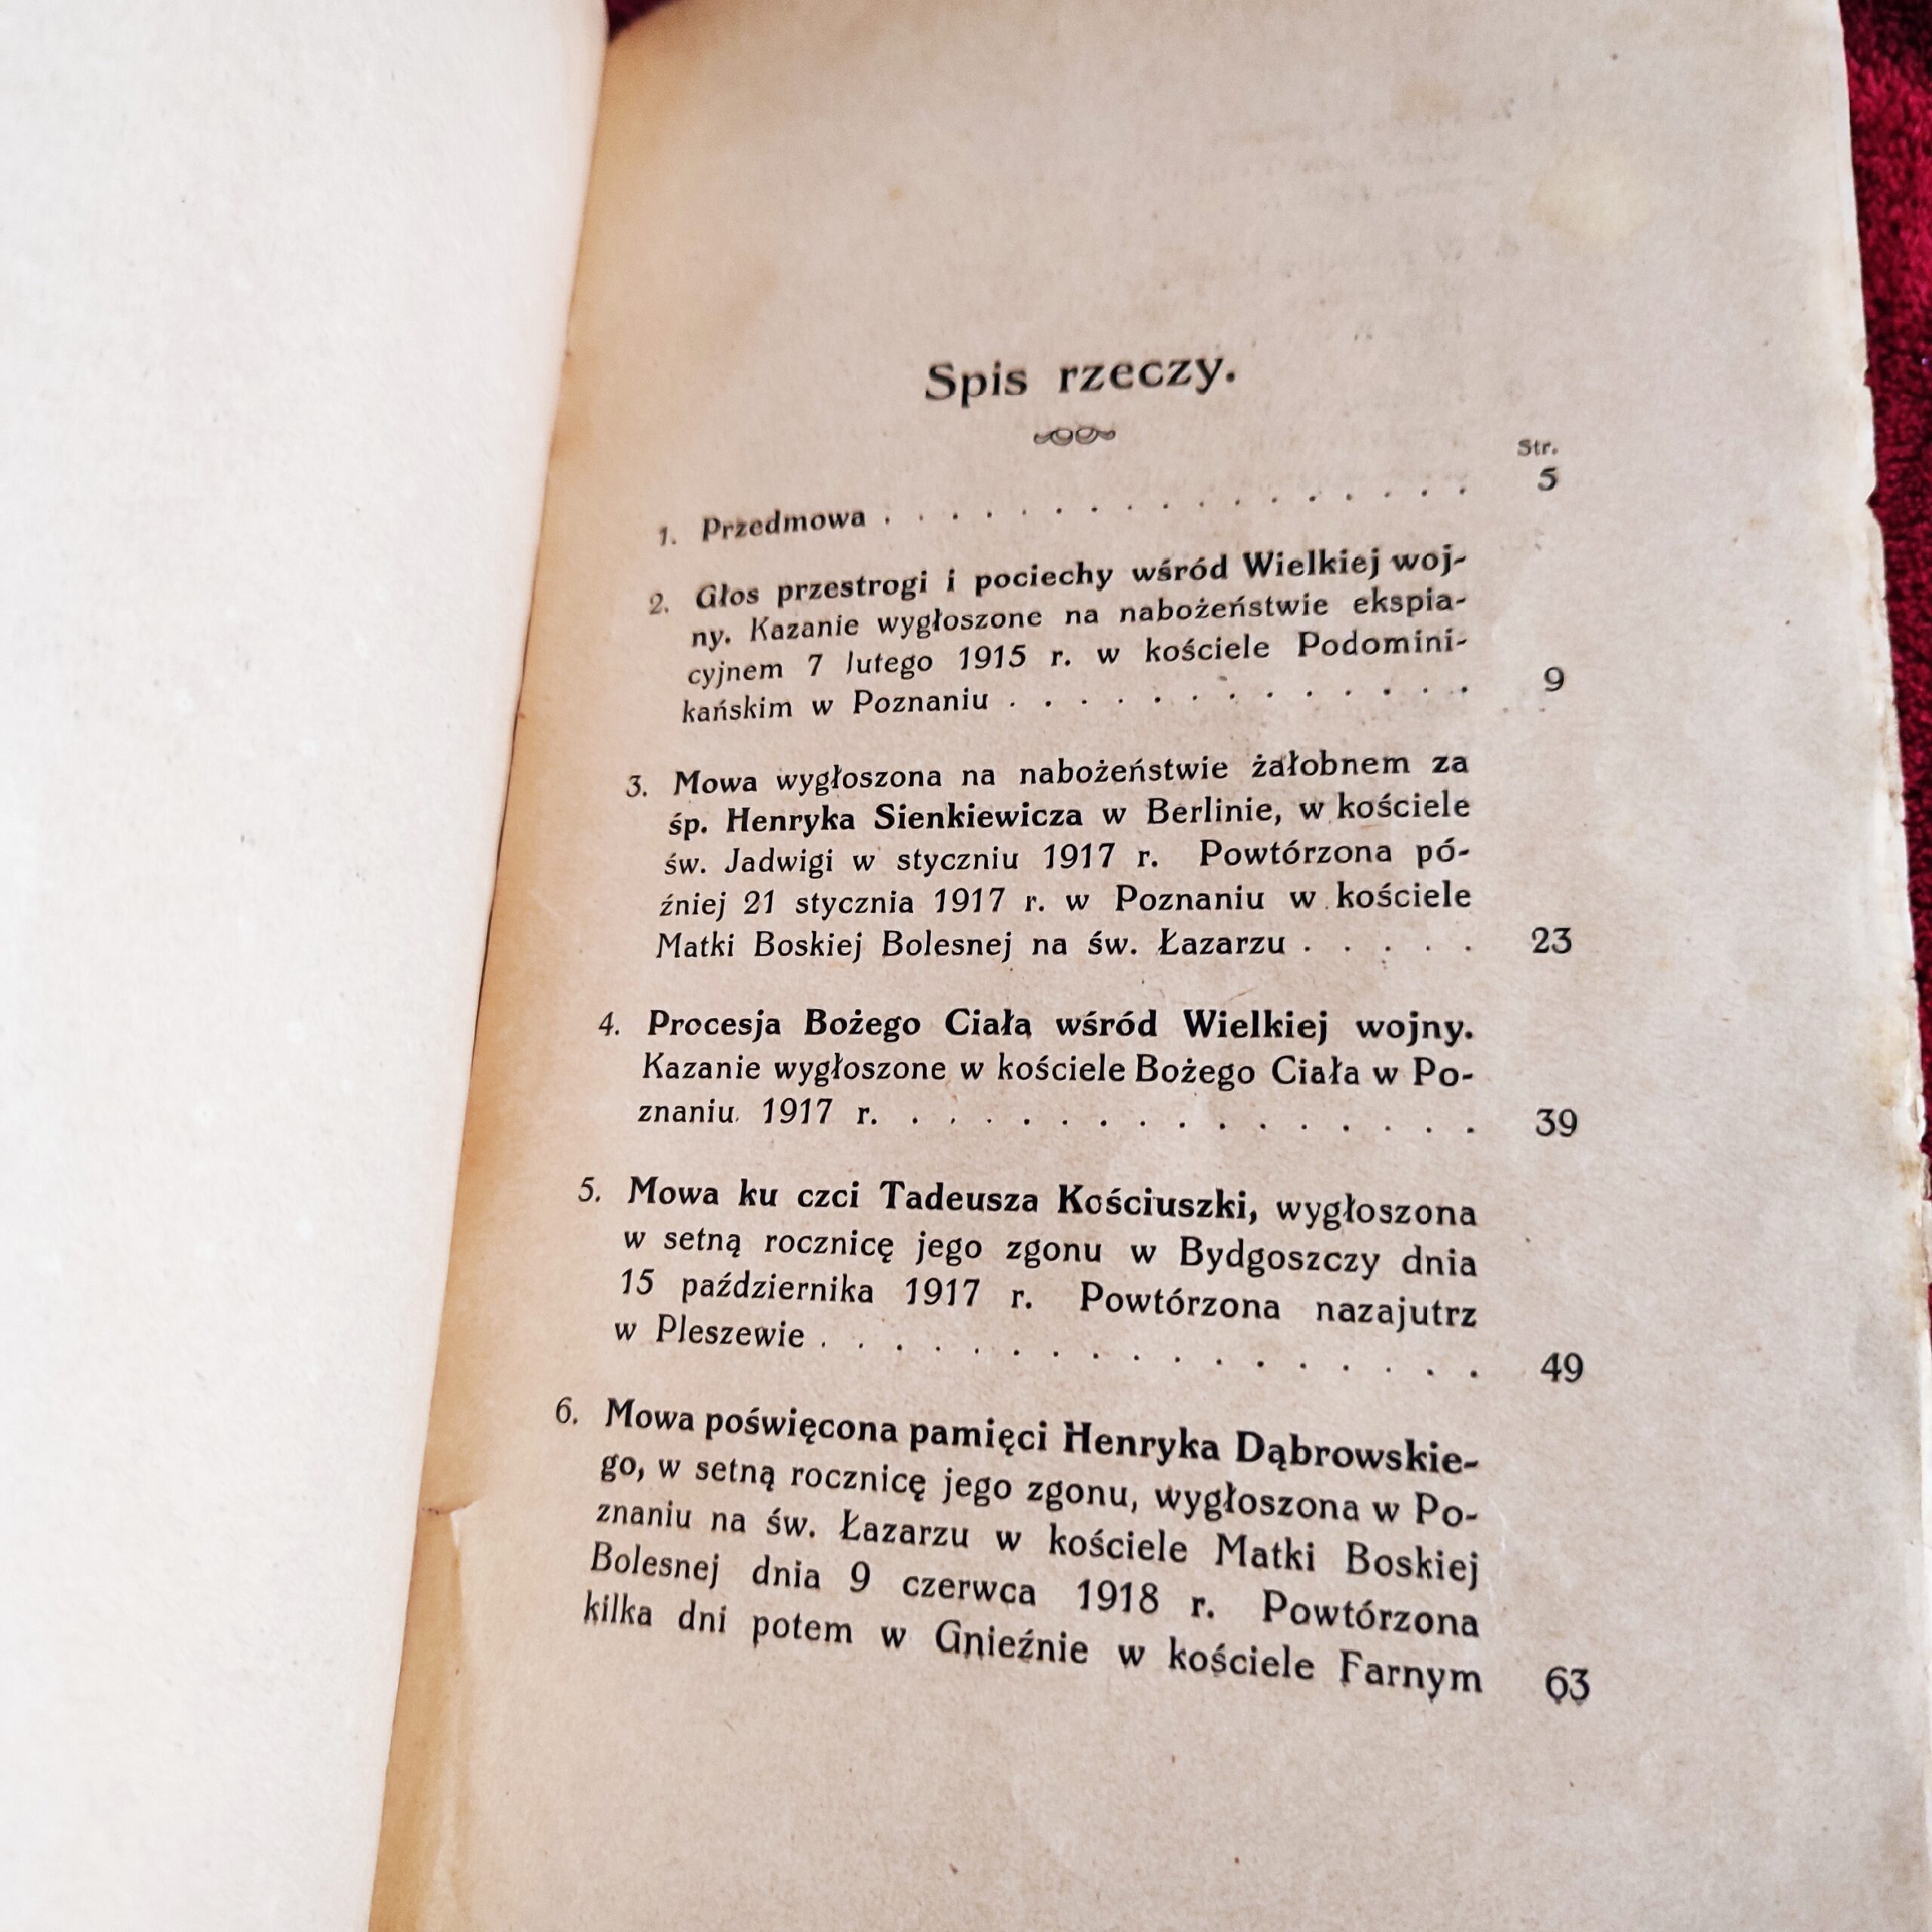 Spis rzeczy.
Str.
1. Przedmowa . . . . . . . . . . . . . . . . . 5
2. Głos przestrogi i pociechy wśród Wielkiej woj-
ny. Kazanie wygłoszone na nabożeństwie ekspia-
cyjnem 7 lutego 1915 r. w kościele Podomini-
kańskim w Poznaniu . . . . . . . . . . . . . 9
3. Mowa wygłoszona na nabożeństwie żałobnem za
śp. Henryka Sienkiewicza w Berlinie, w kościele
św. Jadwigi w styczniu 1917 r. Powtórzona pó-
źniej 21 stycznia 1917 r. w Poznaniu w kościele
Matki Boskiej Bolesnej na św. Łazarzu . . . . . 23
4. Procesja Bożego Ciała wśród Wielkiej wojny.
Kazanie wygłoszone w kościele Bożego Ciała w Po-
znaniu 1917 r. . . . . . . . . . . . . . . . . 39
5. Mowa ku czci Tadeusza Kościuszki, wygłoszona
w setną rocznicę jego zgonu w Bydgoszczy dnia
15 października 1917 r. Powtórzona nazajutrz
w Pleszewie . . . . . . . . . . . . . . . . . 49
6. Mowa poświęcona pamięci Henryka Dąbrowskie-
go, w setną rocznicę jego zgonu, wygłoszona w Po-
znaniu na św. Łazarzu w kościele Matki Boskiej
Bolesnej dnia 9 czerwca 1918 r. Powtórzona
kilka dni potem w Gnieźnie w kościele Farnym 63